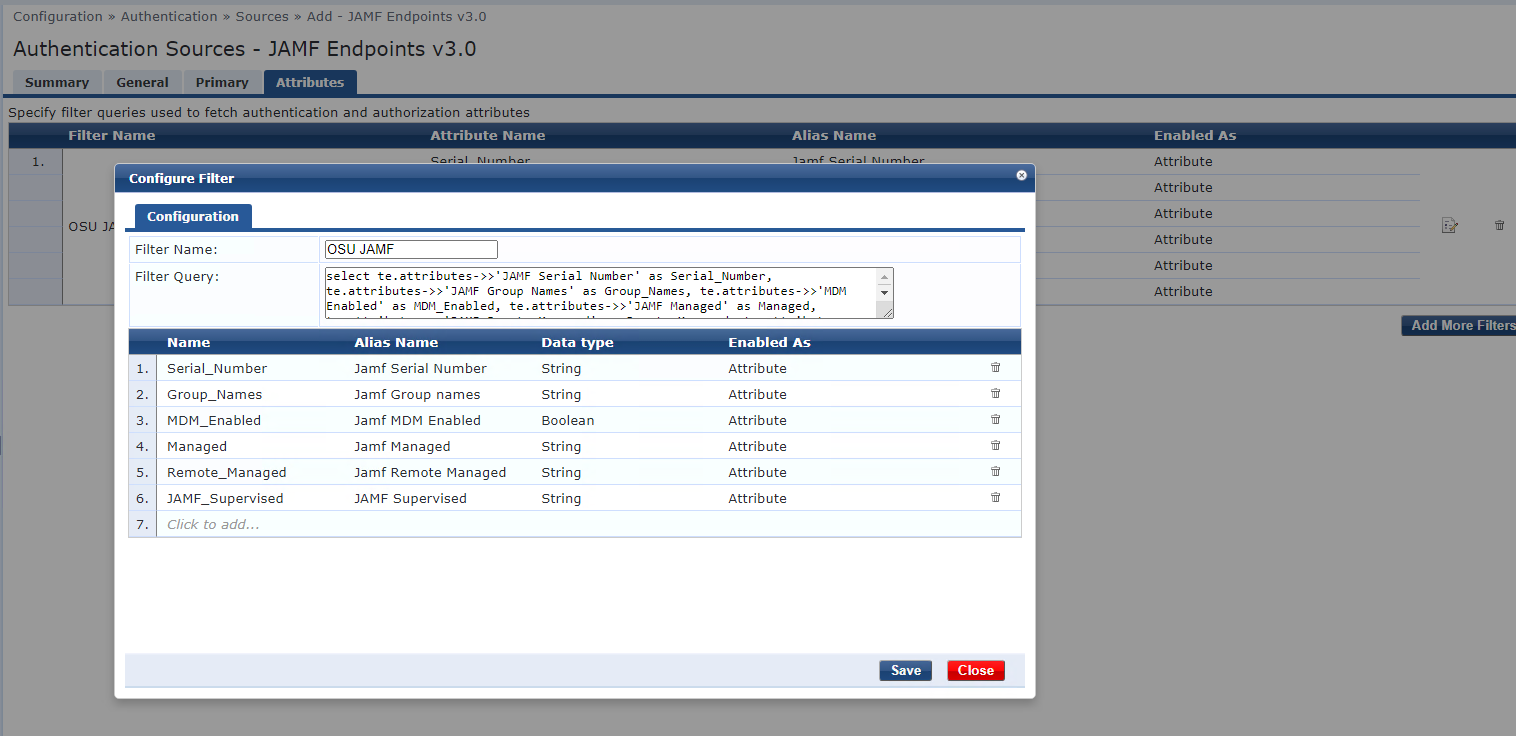 Configuration » Authentication » Sources » Add - JAMF Endpoints v3.0
Authentication Sources - JAMF Endpoints v3.0
Summary General Primary Attributes
Specify filter queries used to fetch authentication and authorization attributes
Filter Name Attribute Name Alias Name Enabled As
1. Serial_Number Jamf Serial Number Attribute
Attribute
Attribute
OSU JA
Attribute
Attribute
Attribute
Add More Filters
Configure Filter
Configuration
Filter Name: OSU JAMF
Filter Query: select te.attributes->>'JAMF Serial Number' as Serial_Number,
te.attributes->>'JAMF Group Names' as Group_Names, te.attributes->>'MDM
Enabled' as MDM_Enabled, te.attributes->>'JAMF Managed' as Managed,
Name Alias Name Data type Enabled As
1. Serial_Number Jamf Serial Number String Attribute
2. Group_Names Jamf Group names String Attribute
3. MDM_Enabled Jamf MDM Enabled Boolean Attribute
4. Managed Jamf Managed String Attribute
5. Remote_Managed Jamf Remote Managed String Attribute
6. JAMF_Supervised JAMF Supervised String Attribute
7. Click to add...
Save Close